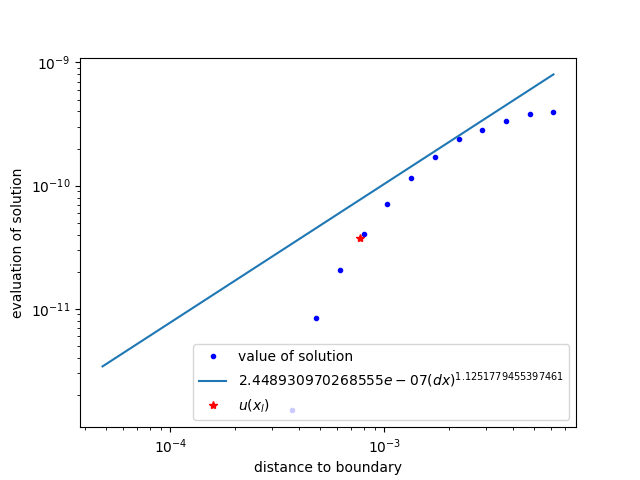 10⁻⁹
10⁻¹⁰
10⁻¹¹
evaluation of solution
value of solution
2.448930970268555e − 07(dx)^1.1251779455397461
u(x_l)
10⁻⁴ 10⁻³
distance to boundary